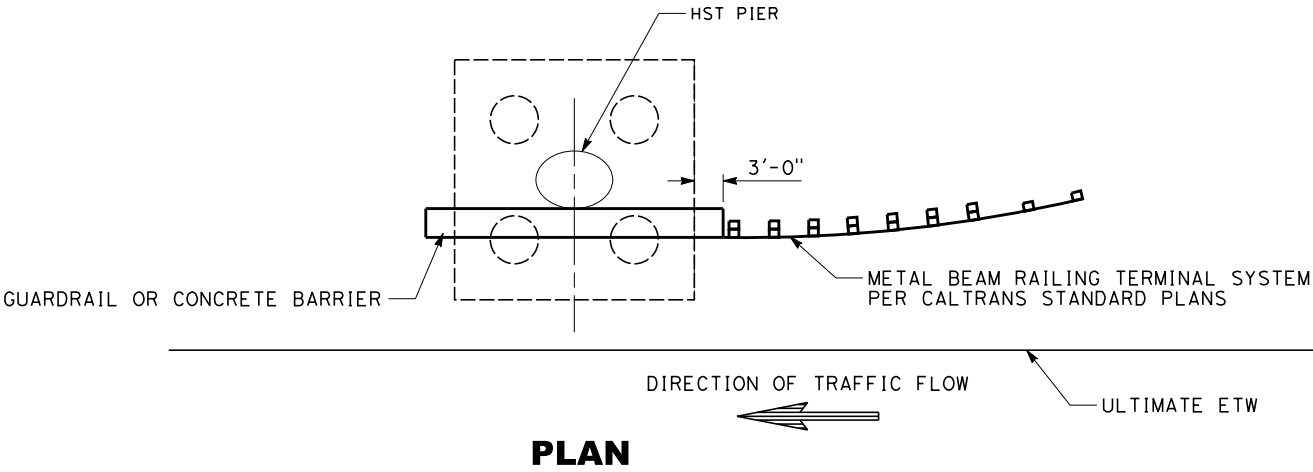 HST PIER
3'-0"
METAL BEAM RAILING TERMINAL SYSTEM
PER CALTRANS STANDARD PLANS
GUARDRAIL OR CONCRETE BARRIER
DIRECTION OF TRAFFIC FLOW
ULTIMATE ETW
PLAN